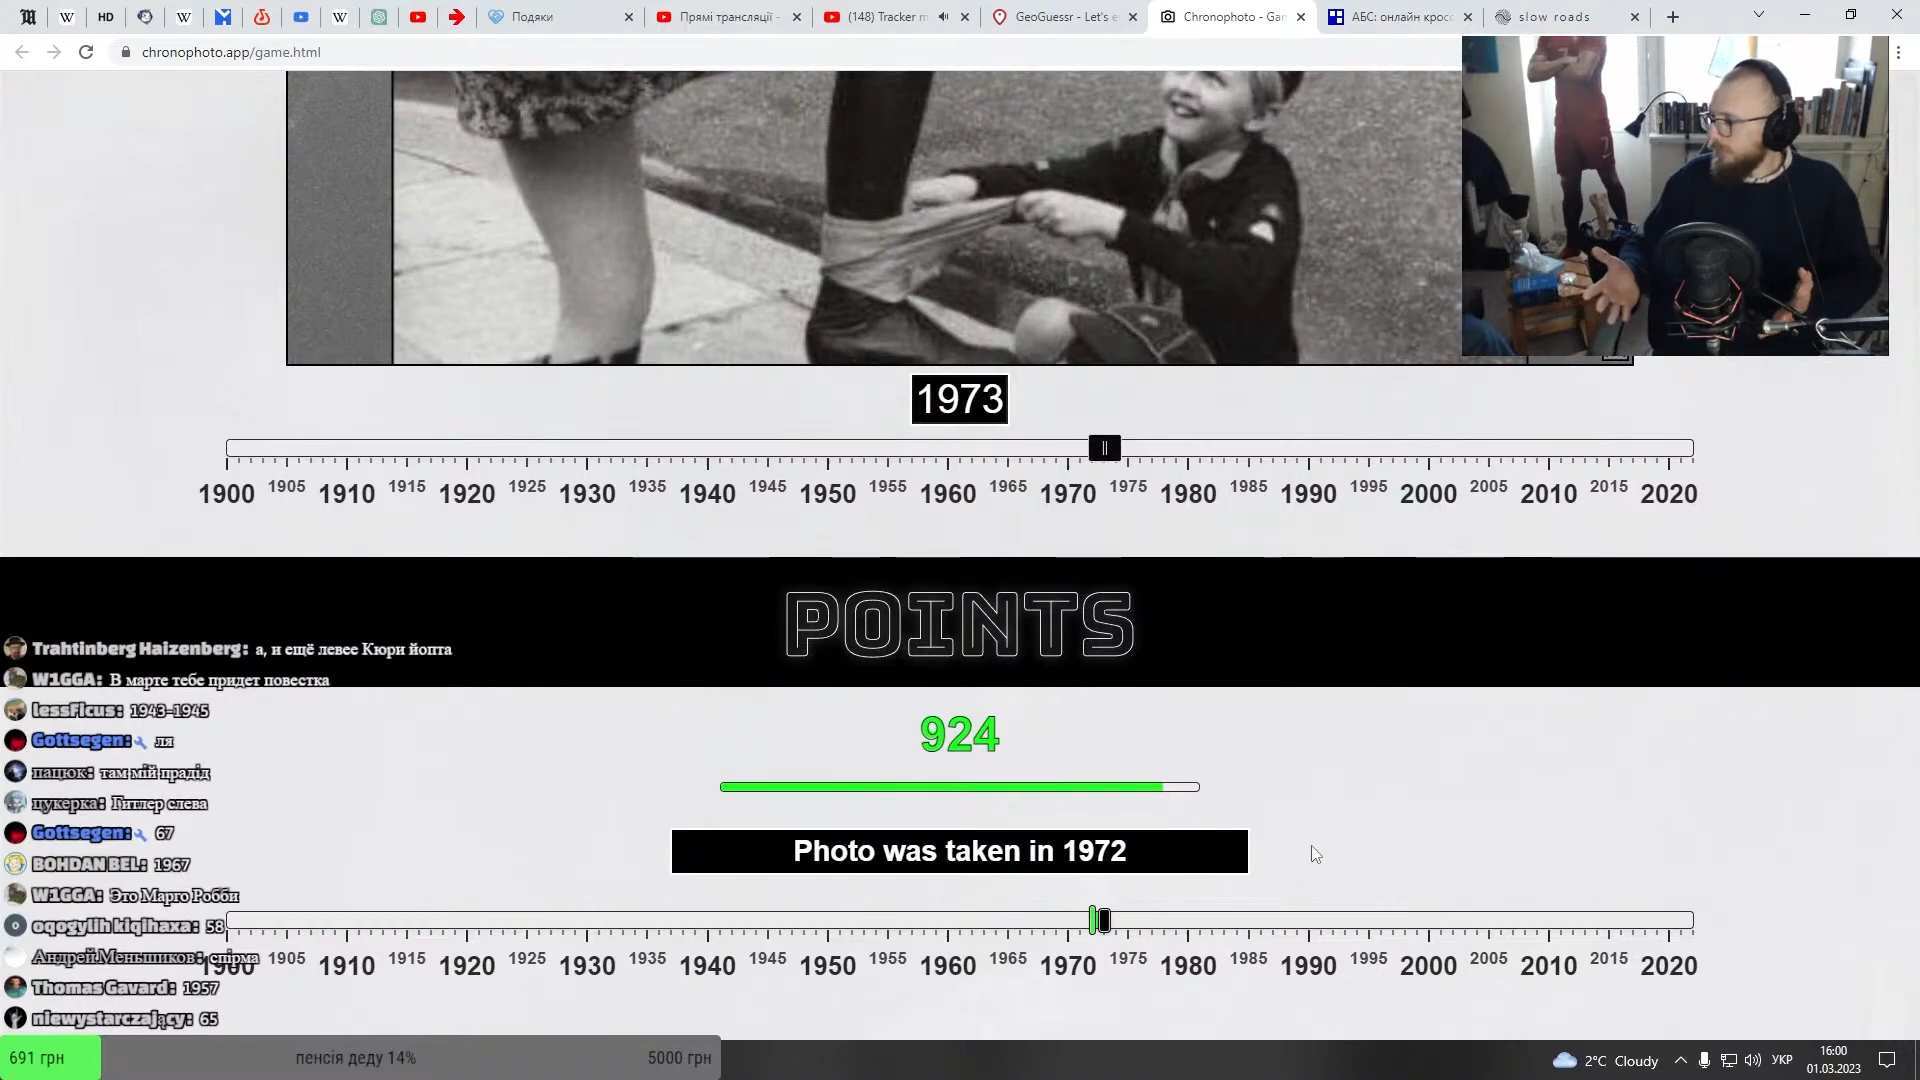 HD
Подяки
Прямі трансляції -
(148) Tracker m
GeoGuessr - Let's e
Chronophoto - Gar
АБС: онлайн крос
slow roads
chronophoto.app/game.html
7
1973
1900 1905 1910 1915 1920 1925 1930 1935 1940 1945 1950 1955 1960 1965 1970 1975 1980 1985 1990 1995 2000 2005 2010 2015 2020
POINTS
Trahtinberg Haizenberg: а, и ещё левее Кюри йопта
W1GGA: В марте тебе придет повестка
lessFicus: 1943-1945
924
Gottsegen: ля
пацюк: там мій прадід
цукерка: Гитлер слева
Gottsegen: 67
Photo was taken in 1972
BOHDAN BEL: 1967
W1GGA: Это Марго Робби
oqogylih kiqihaxa: 58
Андрей Меньшиков: спірма
1900 1905 1910 1915 1920 1925 1930 1935 1940 1945 1950 1955 1960 1965 1970 1975 1980 1985 1990 1995 2000 2005 2010 2015 2020
Thomas Gavard: 1957
niewystarczający: 65
691 грн пенсія деду 14% 5000 грн
2°C Cloudy УКР 16:00
01.03.2023